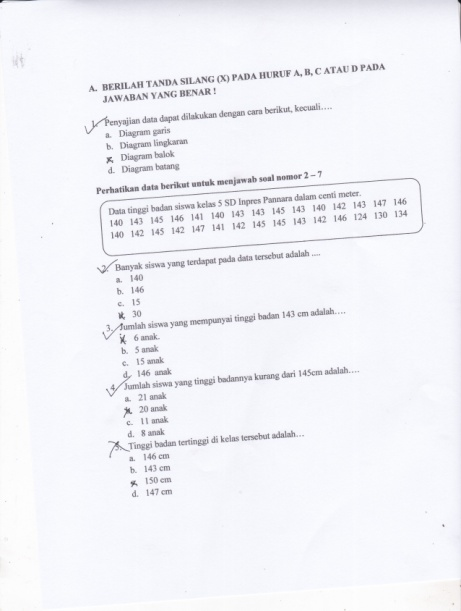 A. BERILAH TANDA SILANG (X) PADA HURUF A, B, C ATAU D PADA
JAWABAN YANG BENAR !
1. Penyajian data dapat dilakukan dengan cara berikut, kecuali....
a. Diagram garis
b. Diagram lingkaran
Diagram balok
d. Diagram batang
Perhatikan data berikut untuk menjawab soal nomor 2 – 7
Data tinggi badan siswa kelas 5 SD Inpres Pannara dalam centi meter.
140 143 145 146 141 140 143 143 145 143 140 142 143 147 146
140 142 145 142 147 141 142 145 145 143 142 146 124 130 134
2. Banyak siswa yang terdapat pada data tersebut adalah ....
a. 140
b. 146
c. 15
30
3. Jumlah siswa yang mempunyai tinggi badan 143 cm adalah....
6 anak.
b. 5 anak
c. 15 anak
d. 146 anak
4. Jumlah siswa yang tinggi badannya kurang dari 145cm adalah....
a. 21 anak
20 anak
c. 11 anak
d. 8 anak
5. Tinggi badan tertinggi di kelas tersebut adalah...
a. 146 cm
b. 143 cm
150 cm
d. 147 cm